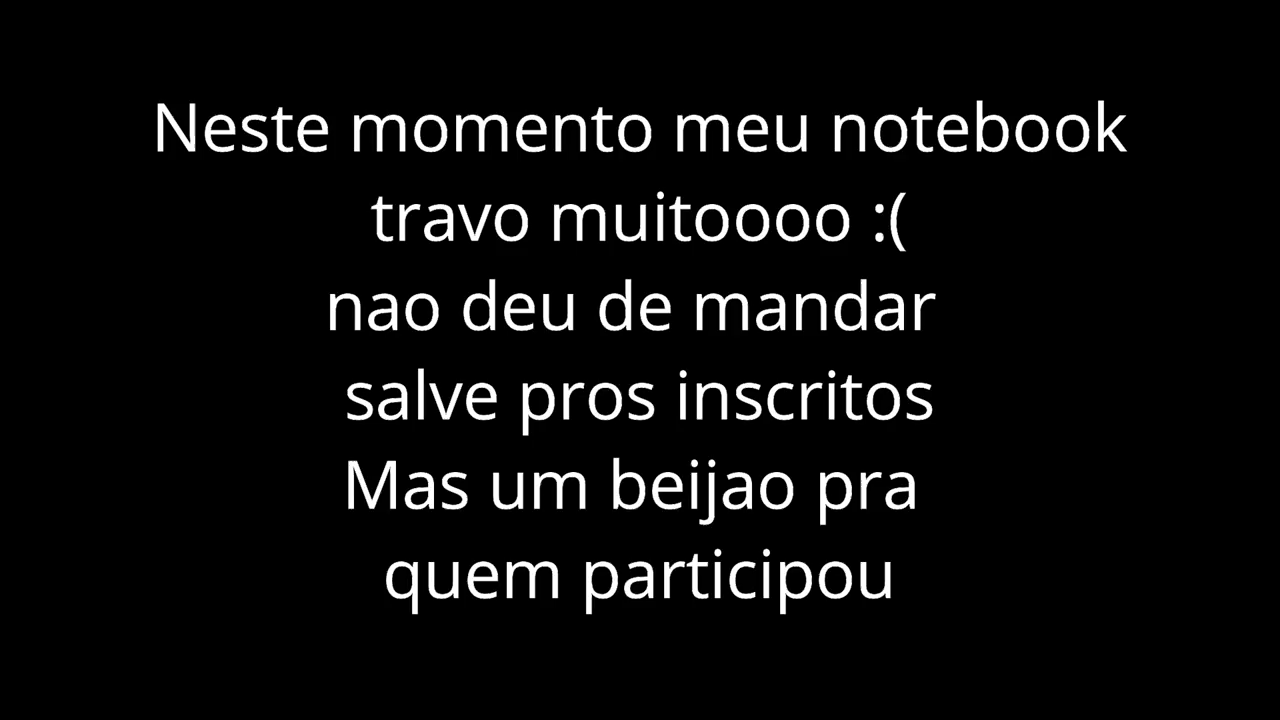 Neste momento meu notebook
travo muitoooo :(
nao deu de mandar
salve pros inscritos
Mas um beijao pra
quem participou